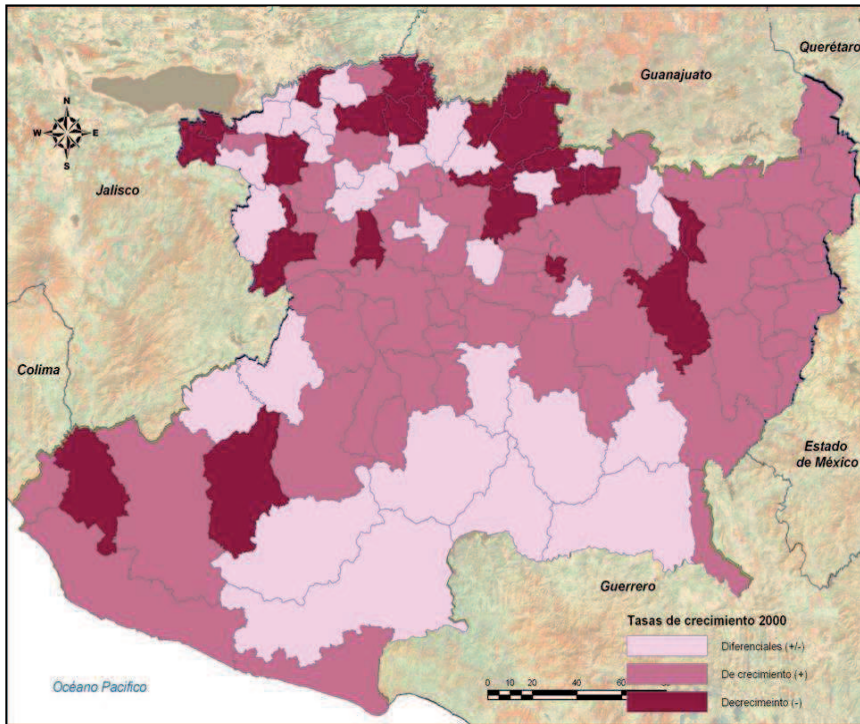 Querétaro
Guanajuato
N
W E
S
Jalisco
Colima
Estado
de México
Guerrero
Océano Pacífico
Tasas de crecimiento 2000
Diferenciales (+/-)
De crecimiento (+)
Decrecimeinto (-)
0 10 20 40 60